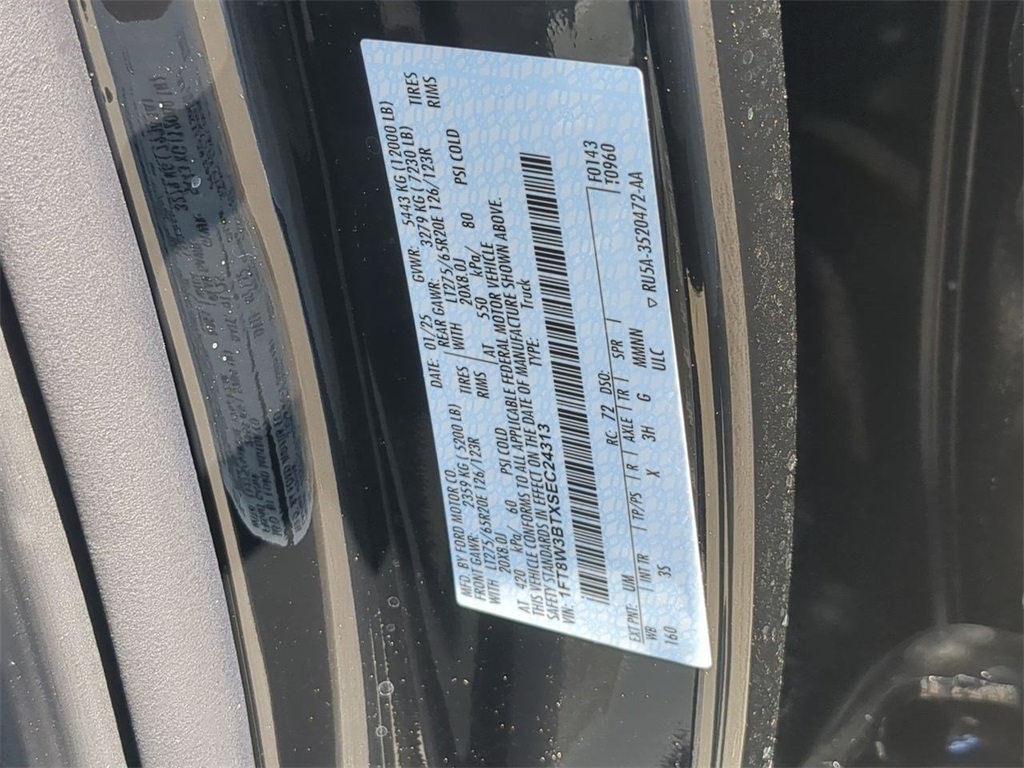 MFD. BY FORD MOTOR CO. DATE: 01/25 GVWR: 5443 KG (12000 LB)
FRONT GAWR: 2359 KG ( 5200 LB) REAR GAWR: 3279 KG ( 7230 LB)
WITH LT275/65R20E 126/123R TIRES WITH LT275/65R20E 126/123R TIRES
20X8.0J RIMS 20X8.0J RIMS
AT 420 kPa/ 60 PSI COLD AT 550 kPa/ 80 PSI COLD
THIS VEHICLE CONFORMS TO ALL APPLICABLE FEDERAL MOTOR VEHICLE
SAFETY STANDARDS IN EFFECT ON THE DATE OF MANUFACTURE SHOWN ABOVE.
VIN: 1FT8W3BTXSEC24313 TYPE: Truck
F0143
T0960
EXT PNT: UM RC: 72 DSO:
WB INT TR TP/PS R AXLE TR SPR
160 3S X 3H G MMNNN
ULC ▽ RU5A-3520472-AA